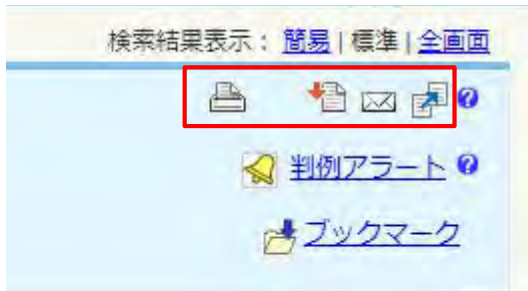 検索結果表示： 簡易 | 標準 | 全画面
?
判例アラート ?
ブックマーク